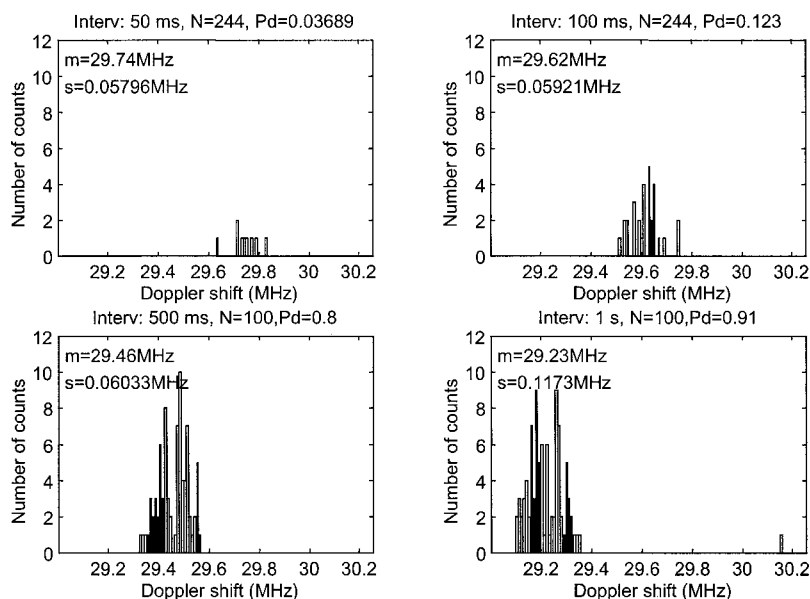 Interv: 50 ms, N=244, Pd=0.03689
12
10
8
6
4
2
0
m=29.74MHz
s=0.05796MHz
Number of counts
29.2 29.4 29.6 29.8 30 30.2
Doppler shift (MHz)
Interv: 100 ms, N=244, Pd=0.123
12
10
8
6
4
2
0
m=29.62MHz
s=0.05921MHz
Number of counts
29.2 29.4 29.6 29.8 30 30.2
Doppler shift (MHz)
Interv: 500 ms, N=100,Pd=0.8
12
10
8
6
4
2
0
m=29.46MHz
s=0.06033MHz
Number of counts
29.2 29.4 29.6 29.8 30 30.2
Doppler shift (MHz)
Interv: 1 s, N=100,Pd=0.91
12
10
8
6
4
2
0
m=29.23MHz
s=0.1173MHz
Number of counts
29.2 29.4 29.6 29.8 30 30.2
Doppler shift (MHz)